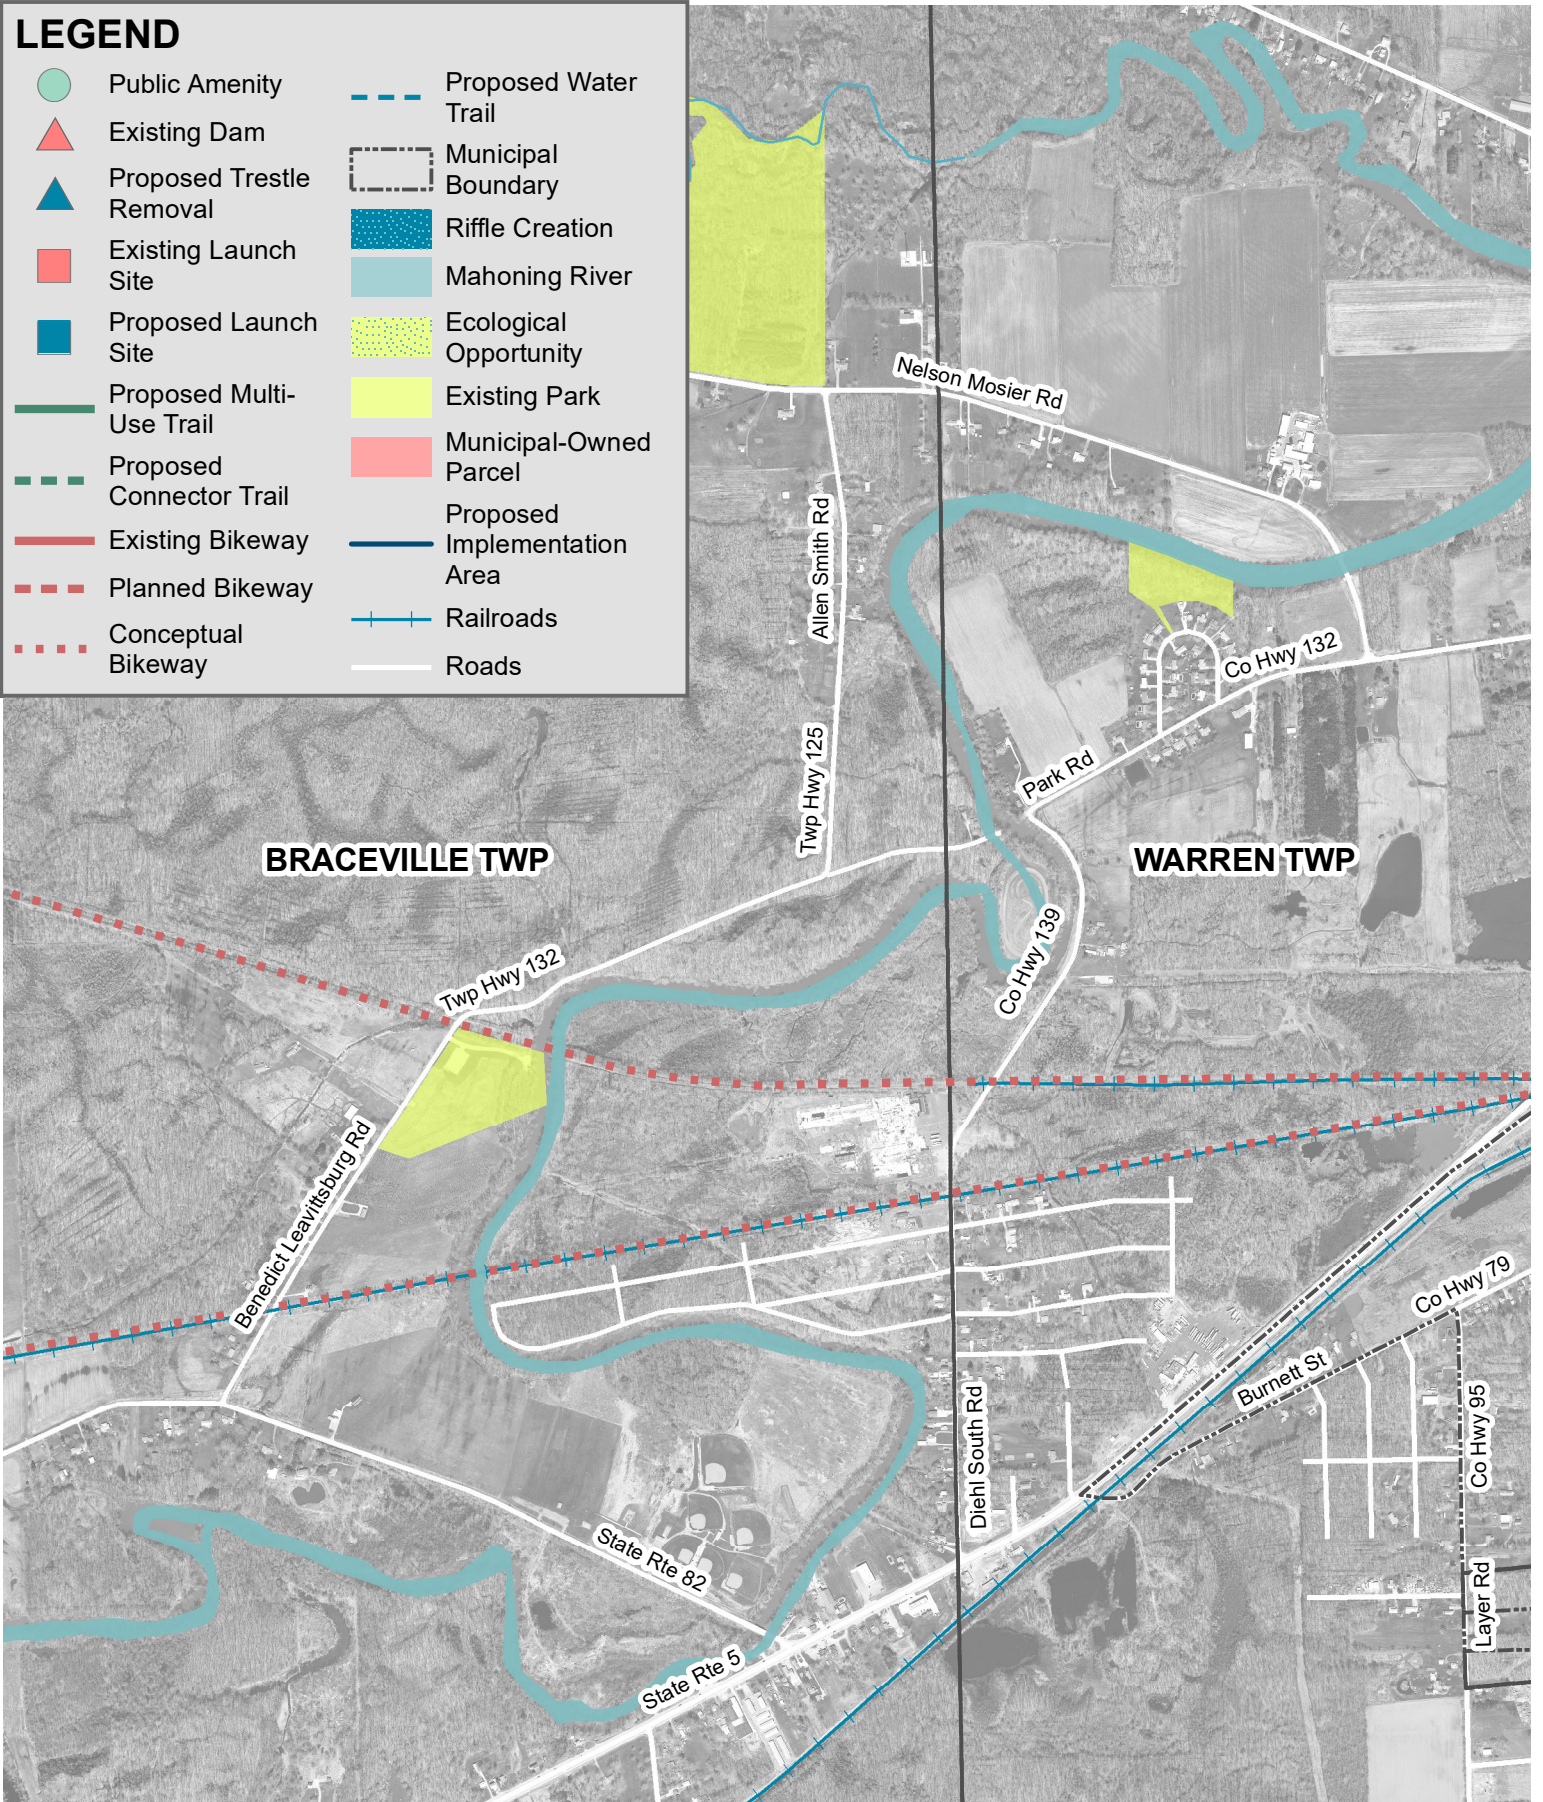 LEGEND
Public Amenity
Existing Dam
Proposed Trestle
Removal
Existing Launch
Site
Proposed Launch
Site
Proposed Multi-
Use Trail
Proposed
Connector Trail
Existing Bikeway
Planned Bikeway
Conceptual
Bikeway
Proposed Water
Trail
Municipal
Boundary
Riffle Creation
Mahoning River
Ecological
Opportunity
Existing Park
Municipal-Owned
Parcel
Proposed
Implementation
Area
Railroads
Roads
Nelson Mosier Rd
Allen Smith Rd
Co Hwy 132
Twp Hwy 125
Park Rd
BRACEVILLE TWP
WARREN TWP
Twp Hwy 132
Co Hwy 139
Benedict Leavittsburg Rd
Co Hwy 79
Burnett St
Diehl South Rd
Co Hwy 95
State Rte 82
Layer Rd
State Rte 5